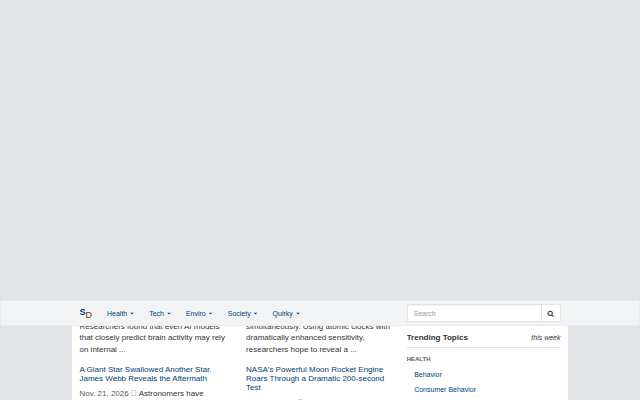 SD
Health
Tech
Enviro
Society
Quirky
Search
Researchers found that even AI models
that closely predict brain activity may rely
on internal ...
A Giant Star Swallowed Another Star.
James Webb Reveals the Aftermath
Nov. 21, 2026 Astronomers have
simultaneously. Using atomic clocks with
dramatically enhanced sensitivity,
researchers hope to reveal a ...
NASA's Powerful Moon Rocket Engine
Roars Through a Dramatic 200-second
Test
Trending Topics
this week
HEALTH
Behavior
Consumer Behavior